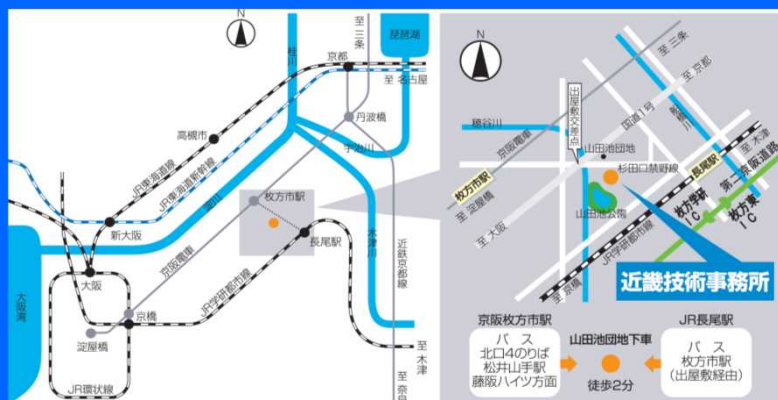 N
桂川
至 三条
琵琶湖
京都
至 名古屋
丹波橋
高槻市
宇治川
JR東海道線
JR東海道新幹線
淀川
枚方市駅
新大阪
長尾駅
木津川
近鉄京都線
京阪電車
JR学研都市線
大阪
大阪湾
京橋
淀屋橋
JR環状線
至 木津
至 奈良
N
至 三条
至 京都
出屋敷交差点
国道1号
船橋川
穂谷川
京阪電車
山田池団地
杉田口禁野線
至 木津
長尾駅
第二京阪道路
枚方市駅
至 淀屋橋
山田池公園
枚方学研IC
枚方東IC
至 大阪
JR学研都市線
至 京橋
近畿技術事務所
京阪枚方市駅
バス
北口4のりば
松井山手駅
藤阪ハイツ方面
山田池団地下車
徒歩2分
JR長尾駅
バス
枚方市駅
(出屋敷経由)